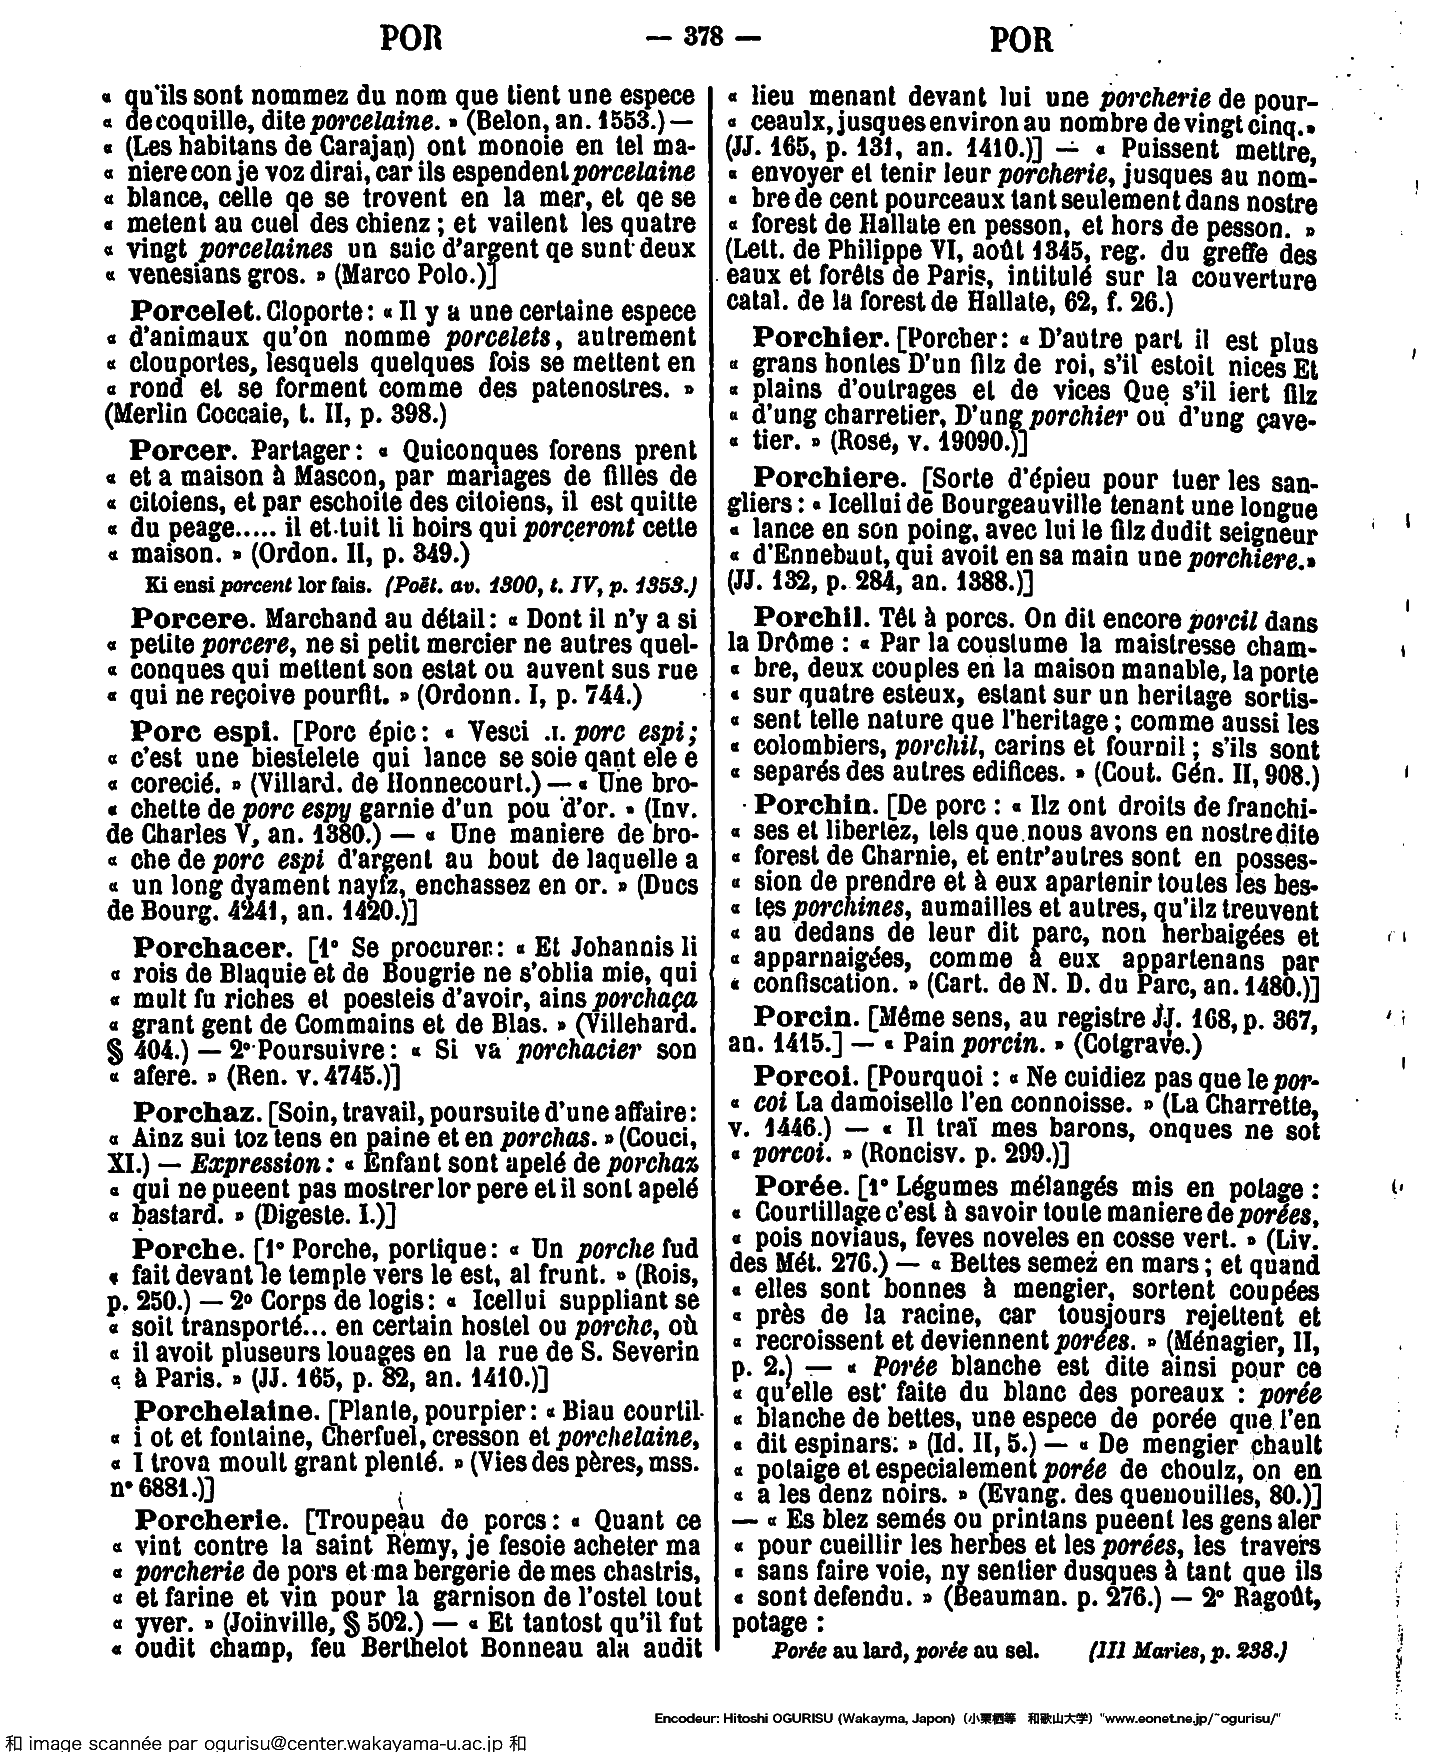 POR
— 378 —
POR
« qu'ils sont nommez du nom que tient une espece
« de coquille, dite porcelaine. » (Belon, an. 1553.) —
« (Les habitans de Carajan) ont monoie en tel ma-
« niere con je voz dirai, car ils espendent porcelaine
« blance, celle qe se trovent en la mer, et qe se
« metent au cuel des chienz ; et vailent les quatre
« vingt porcelaines un saic d'argent qe sunt deux
« venesians gros. » (Marco Polo.)]
Porcelet. Cloporte : « Il y a une certaine espece
« d'animaux qu'on nomme porcelets, autrement
« clouportes, lesquels quelques fois se mettent en
« rond et se forment comme des patenostres. »
(Merlin Coccaie, t. II, p. 398.)
Porcer. Partager : « Quiconques forens prent
« et a maison à Mascon, par mariages de filles de
« citoiens, et par eschoite des citoiens, il est quitte
« du peage..... il et tuit li hoirs qui porçeront cette
« maison. » (Ordon. II, p. 349.)
Ki ensi porcent lor fais. (Poët. av. 1300, t. IV, p. 1353.)
Porcere. Marchand au détail : « Dont il n'y a si
« petite porcere, ne si petit mercier ne autres quel-
« conques qui mettent son estat ou auvent sus rue
« qui ne reçoive pourfit. » (Ordonn. I, p. 744.)
Porc espi. [Porc épic : « Vesci .I. porc espi ;
« c'est une biestelete qui lance se soie qant ele e
« corecié. » (Villard. de Honnecourt.) — « Une bro-
« chette de porc espy garnie d'un pou d'or. » (Inv.
de Charles V, an. 1380.) — « Une maniere de bro-
« che de porc espi d'argent au bout de laquelle a
« un long dyament nayfz, enchassez en or. » (Ducs
de Bourg. 4241, an. 1420.)]
Porchacer. [1° Se procurer : « Et Johannis li
« rois de Blaquie et de Bougrie ne s'oblia mie, qui
« mult fu riches et poesteis d'avoir, ains porchaça
« grant gent de Commains et de Blas. » (Villehard.
§ 404.) — 2° Poursuivre : « Si va porchacier son
« afere. » (Ren. v. 4745.)]
Porchaz. [Soin, travail, poursuite d'une affaire :
« Ainz sui toz tens en paine et en porchas. » (Couci,
XI.) — Expression : « Enfant sont apelé de porchaz
« qui ne pueent pas mostrer lor pere et il sont apelé
« bastard. » (Digeste. I.)]
Porche. [1° Porche, portique : « Un porche fud
« fait devant le temple vers le est, al frunt. » (Rois,
p. 250.) — 2° Corps de logis : « Icellui suppliant se
« soit transporté... en certain hostel ou porche, où
« il avoit pluseurs louages en la rue de S. Severin
« à Paris. » (JJ. 165, p. 82, an. 1410.)]
Porchelaine. [Plante, pourpier : « Biau courtil-
« i ot et fontaine, Cherfuel, cresson et porchelaine,
« I trova moult grant plenté. » (Vies des pères, mss.
n° 6881.)]
Porcherie. [Troupeau de porcs : « Quant ce
« vint contre la saint Remy, je fesoie acheter ma
« porcherie de pors et ma bergerie de mes chastris,
« et farine et vin pour la garnison de l'ostel tout
« yver. » (Joinville, § 502.) — « Et tantost qu'il fut
« oudit champ, feu Berthelot Bonneau ala audit
« lieu menant devant lui une porcherie de pour-
« ceaulx, jusques environ au nombre de vingt cinq. »
(JJ. 165, p. 131, an. 1410.)] — « Puissent mettre,
« envoyer et tenir leur porcherie, jusques au nom-
« bre de cent pourceaux tant seulement dans nostre
« forest de Hallate en pesson, et hors de pesson. »
(Lett. de Philippe VI, août 1345, reg. du greffe des
eaux et forêts de Paris, intitulé sur la couverture
catal. de la forest de Hallate, 62, f. 26.)
Porchier. [Porcher : « D'autre part il est plus
« grans hontes D'un filz de roi, s'il estoit nices Et
« plains d'outrages et de vices Que s'il iert filz
« d'ung charretier, D'ung porchier ou d'ung çave-
« tier. » (Rose, v. 19090.)]
Porchiere. [Sorte d'épieu pour tuer les san-
gliers : « Icellui de Bourgeauville tenant une longue
« lance en son poing, avec lui le filz dudit seigneur
« d'Ennebaut, qui avoit en sa main une porchiere. »
(JJ. 132, p. 284, an. 1388.)]
Porchil. Têt à porcs. On dit encore porcil dans
la Drôme : « Par la coustume la maistresse cham-
« bre, deux couples en la maison manable, la porte
« sur quatre esteux, estant sur un heritage sortis-
« sent telle nature que l'heritage ; comme aussi les
« colombiers, porchil, carins et fournil ; s'ils sont
« separés des autres edifices. » (Cout. Gén. II, 908.)
Porchin. [De porc : « Ilz ont droits de franchi-
« ses et libertez, tels que nous avons en nostre dite
« forest de Charnie, et entr'autres sont en posses-
« sion de prendre et à eux apartenir toutes les bes-
« tes porchines, aumailles et autres, qu'ilz treuvent
« au dedans de leur dit parc, non herbaigées et
« apparnaigées, comme à eux appartenans par
« confiscation. » (Cart. de N. D. du Parc, an. 1480.)]
Porcin. [Même sens, au registre JJ. 168, p. 367,
an. 1415.] — « Pain porcin. » (Cotgrave.)
Porcoi. [Pourquoi : « Ne cuidiez pas que le por-
« coi La damoiselle l'en connoisse. » (La Charrette,
v. 1446.) — « Il traï mes barons, onques ne sot
« porcoi. » (Roncisv. p. 299.)]
Porée. [1° Légumes mélangés mis en potage :
« Courtillage c'est à savoir toute maniere de porées,
« pois noviaus, feves noveles en cosse vert. » (Liv.
des Mét. 276.) — « Bettes semez en mars ; et quand
« elles sont bonnes à mengier, sortent coupées
« près de la racine, car tousjours rejettent et
« recroissent et deviennent porées. » (Ménagier, II,
p. 2.) — « Porée blanche est dite ainsi pour ce
« qu'elle est faite du blanc des poreaux : porée
« blanche de bettes, une espece de porée que l'en
« dit espinars. » (Id. II, 5.) — « De mengier chault
« potaige et especialement porée de choulz, on en
« a les denz noirs. » (Evang. des quenouilles, 80.)]
— « Es blez semés ou printans pueent les gens aler
« pour cueillir les herbes et les porées, les travers
« sans faire voie, ny sentier dusques à tant que ils
« sont defendu. » (Beauman. p. 276.) — 2° Ragoût,
potage :
Porée au lard, porée au sel. (III Maries, p. 238.)
Encodeur: Hitoshi OGURISU (Wakayma, Japon) (小栗栖等 和歌山大学) "www.eonet.ne.jp/~ogurisu/"
和 image scannée par ogurisu@center.wakayama-u.ac.jp 和